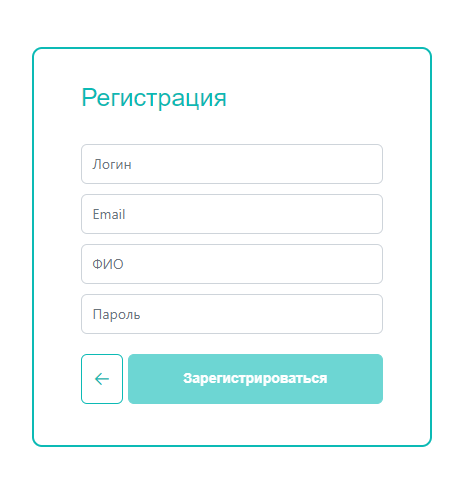 Регистрация
Логин
Email
ФИО
Пароль
Зарегистрироваться